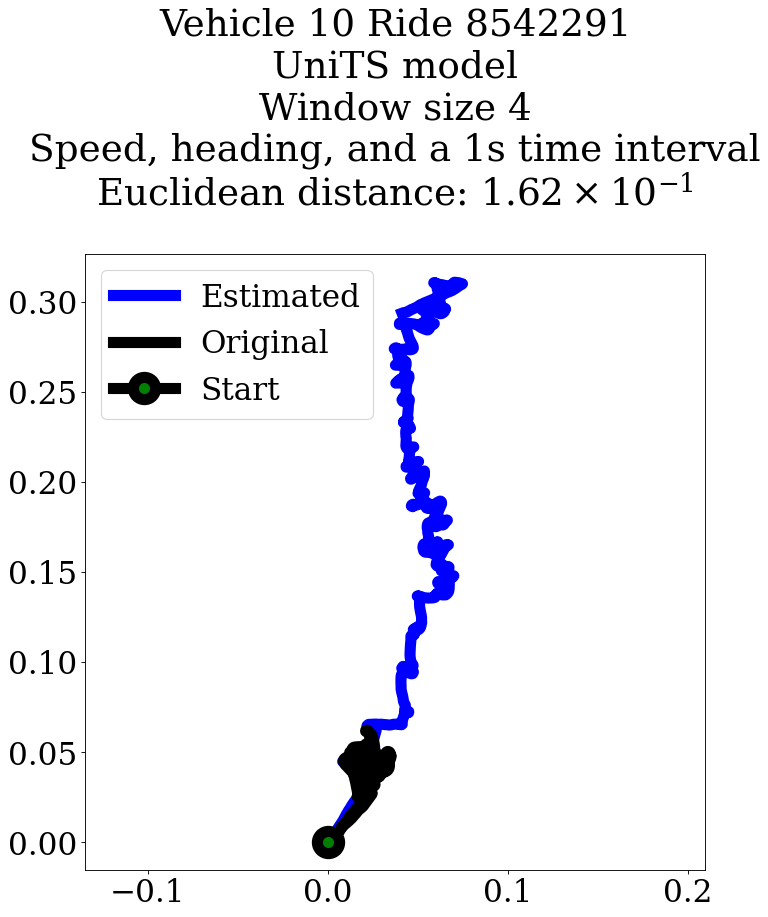 Vehicle 10 Ride 8542291
UniTS model
Window size 4
Speed, heading, and a 1s time interval
Euclidean distance: 1.62 × 10⁻¹
Estimated
Original
Start
0.30
0.25
0.20
0.15
0.10
0.05
0.00
−0.1
0.0
0.1
0.2